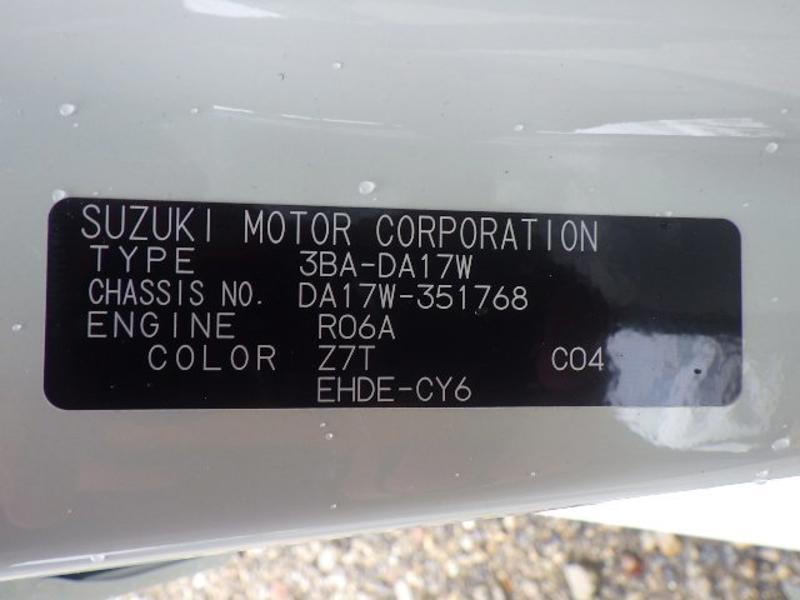 SUZUKI MOTOR CORPORATION
TYPE 3BA-DA17W
CHASSIS NO. DA17W-351768
ENGINE R06A
COLOR Z7T C04
EHDE-CY6